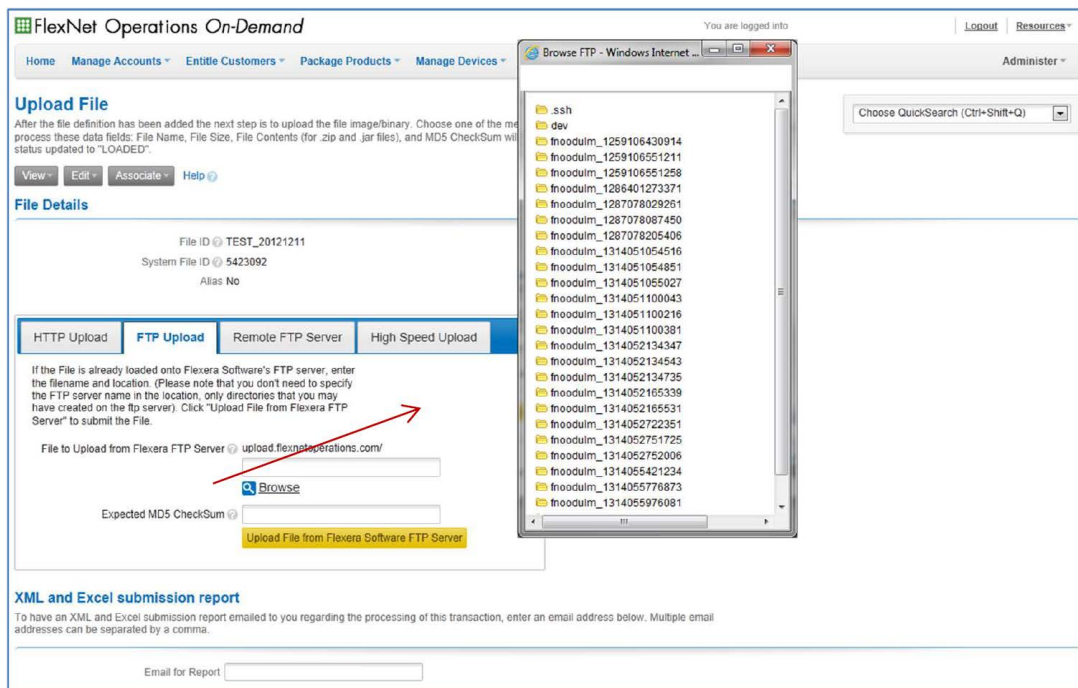 FlexNet Operations On-Demand
You are logged into
Logout
Resources
Home Manage Accounts Entitle Customers Package Products Manage Devices
Administer
Upload File
After the file definition has been added the next step is to upload the file image/binary. Choose one of the me
process these data fields: File Name, File Size, File Contents (for .zip and .jar files), and MD5 CheckSum wil
status updated to "LOADED".
Choose QuickSearch (Ctrl+Shift+Q)
View Edit Associate Help
File Details
File ID TEST_20121211
System File ID 5423092
Alias No
HTTP Upload FTP Upload Remote FTP Server High Speed Upload
If the File is already loaded onto Flexera Software's FTP server, enter
the filename and location. (Please note that you don't need to specify
the FTP server name in the location, only directories that you may
have created on the ftp server). Click "Upload File from Flexera FTP
Server" to submit the File.
File to Upload from Flexera FTP Server upload.flexnetoperations.com/
Browse
Expected MD5 CheckSum
Upload File from Flexera Software FTP Server
Browse FTP - Windows Internet ...
.ssh
dev
fnoodulm_1259106430914
fnoodulm_1259106551211
fnoodulm_1259106551258
fnoodulm_1286401273371
fnoodulm_1287078029261
fnoodulm_1287078087450
fnoodulm_1287078205406
fnoodulm_1314051054516
fnoodulm_1314051054851
fnoodulm_1314051055027
fnoodulm_1314051100043
fnoodulm_1314051100216
fnoodulm_1314051100381
fnoodulm_1314052134347
fnoodulm_1314052134543
fnoodulm_1314052134735
fnoodulm_1314052165339
fnoodulm_1314052165531
fnoodulm_1314052722351
fnoodulm_1314052751725
fnoodulm_1314052752006
fnoodulm_1314055421234
fnoodulm_1314055776873
fnoodulm_1314055976081
XML and Excel submission report
To have an XML and Excel submission report emailed to you regarding the processing of this transaction, enter an email address below. Multiple email
addresses can be separated by a comma.
Email for Report